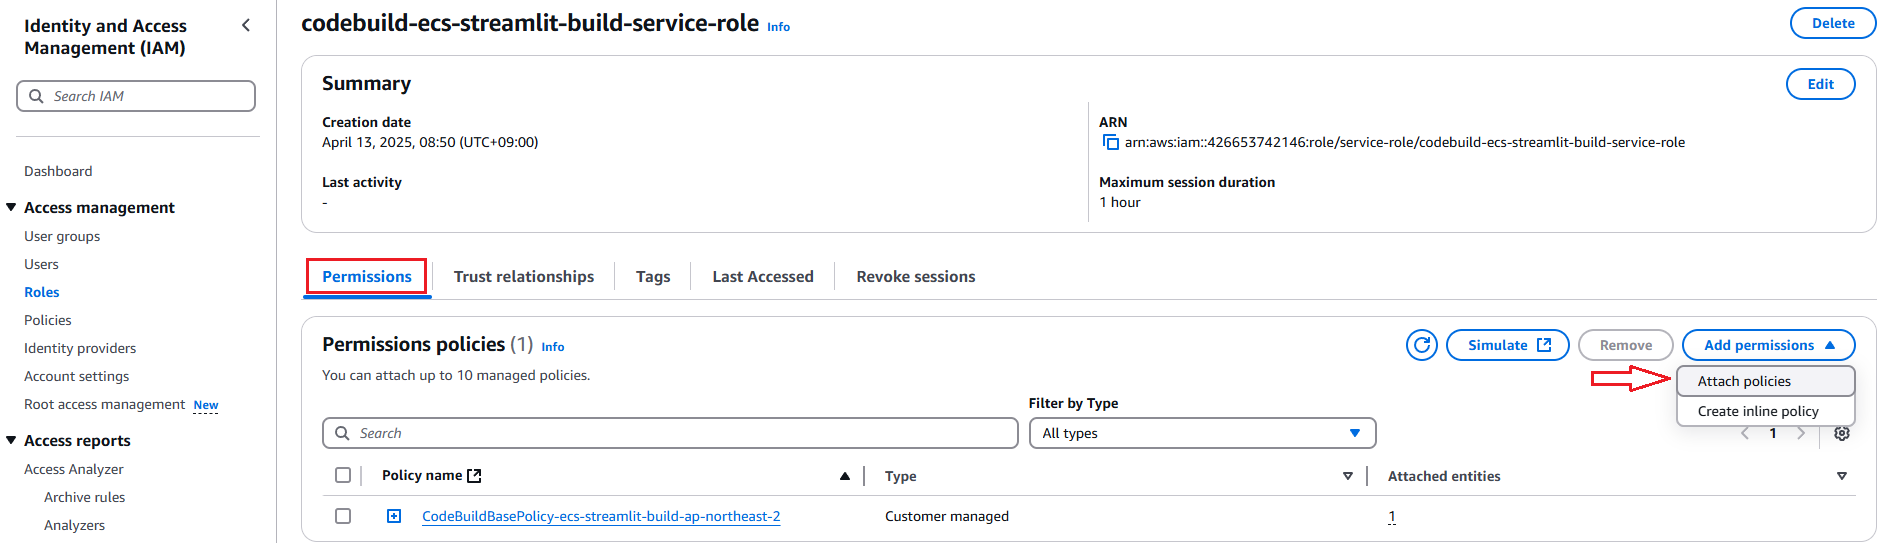 Identity and Access
Management (IAM)
Search IAM
Dashboard
Access management
User groups
Users
Roles
Policies
Identity providers
Account settings
Root access management New
Access reports
Access Analyzer
Archive rules
Analyzers
codebuild-ecs-streamlit-build-service-role Info
Delete
Summary
Edit
Creation date
April 13, 2025, 08:50 (UTC+09:00)
ARN
arn:aws:iam::426653742146:role/service-role/codebuild-ecs-streamlit-build-service-role
Last activity
-
Maximum session duration
1 hour
Permissions
Trust relationships
Tags
Last Accessed
Revoke sessions
Permissions policies (1) Info
You can attach up to 10 managed policies.
Simulate
Remove
Add permissions
Attach policies
Create inline policy
Filter by Type
Search
All types
1
Policy name
Type
Attached entities
CodeBuildBasePolicy-ecs-streamlit-build-ap-northeast-2
Customer managed
1